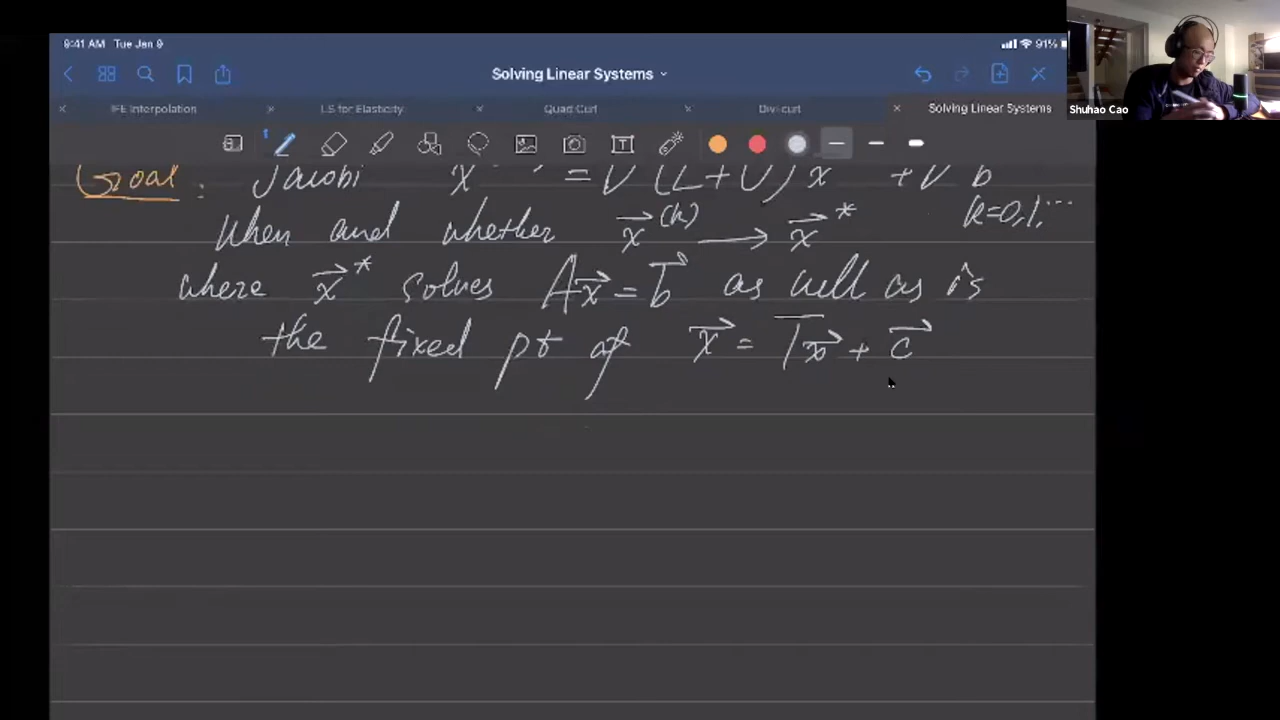 9:41 AM Tue Jan 9
91%
Solving Linear Systems
Shuhao Cao
IFE Interpolation
LS for Elasticity
Quad Curl
Div-curl
Solving Linear Systems
Goal: Jacobi x = (L+U) x + b
k=0,1,...
When and whether x⃗^(k) → x⃗*
where x⃗* solves Ax⃗ = b⃗ as well as is
the fixed pt of x⃗ = Tx⃗ + c⃗